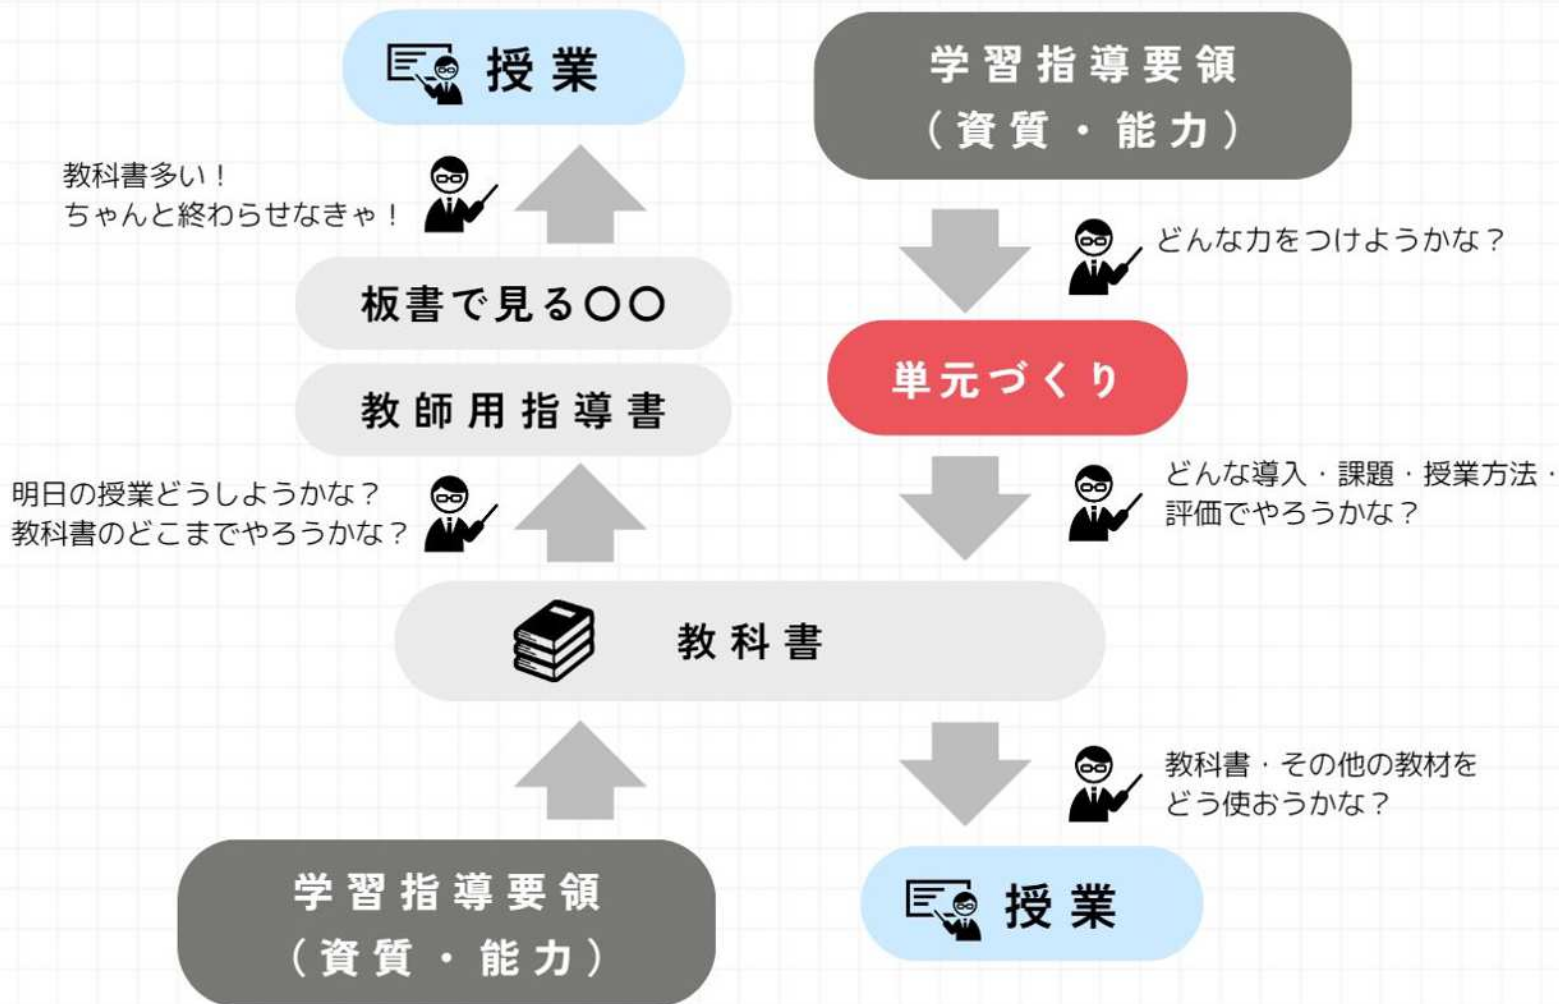 授業
教科書多い！
ちゃんと終わらせなきゃ！
板書で見る〇〇
教師用指導書
明日の授業どうしようかな？
教科書のどこまでやろうかな？
学習指導要領
（資質・能力）
どんな力をつけようかな？
単元づくり
どんな導入・課題・授業方法・
評価でやろうかな？
教科書
学習指導要領
（資質・能力）
教科書・その他の教材を
どう使おうかな？
授業